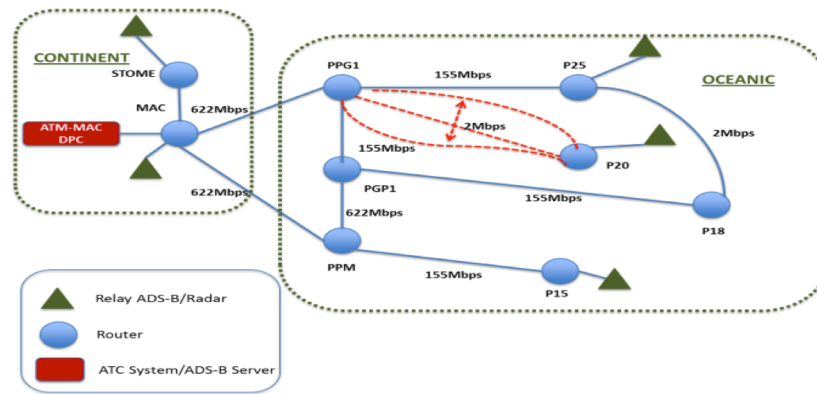 CONTINENT
STOME
MAC
ATM-MAC
DPC
622Mbps
622Mbps
PPG1
155Mbps
P25
OCEANIC
2Mbps
155Mbps
2Mbps
P20
PGP1
155Mbps
P18
622Mbps
PPM
155Mbps
P15
Relay ADS-B/Radar
Router
ATC System/ADS-B Server